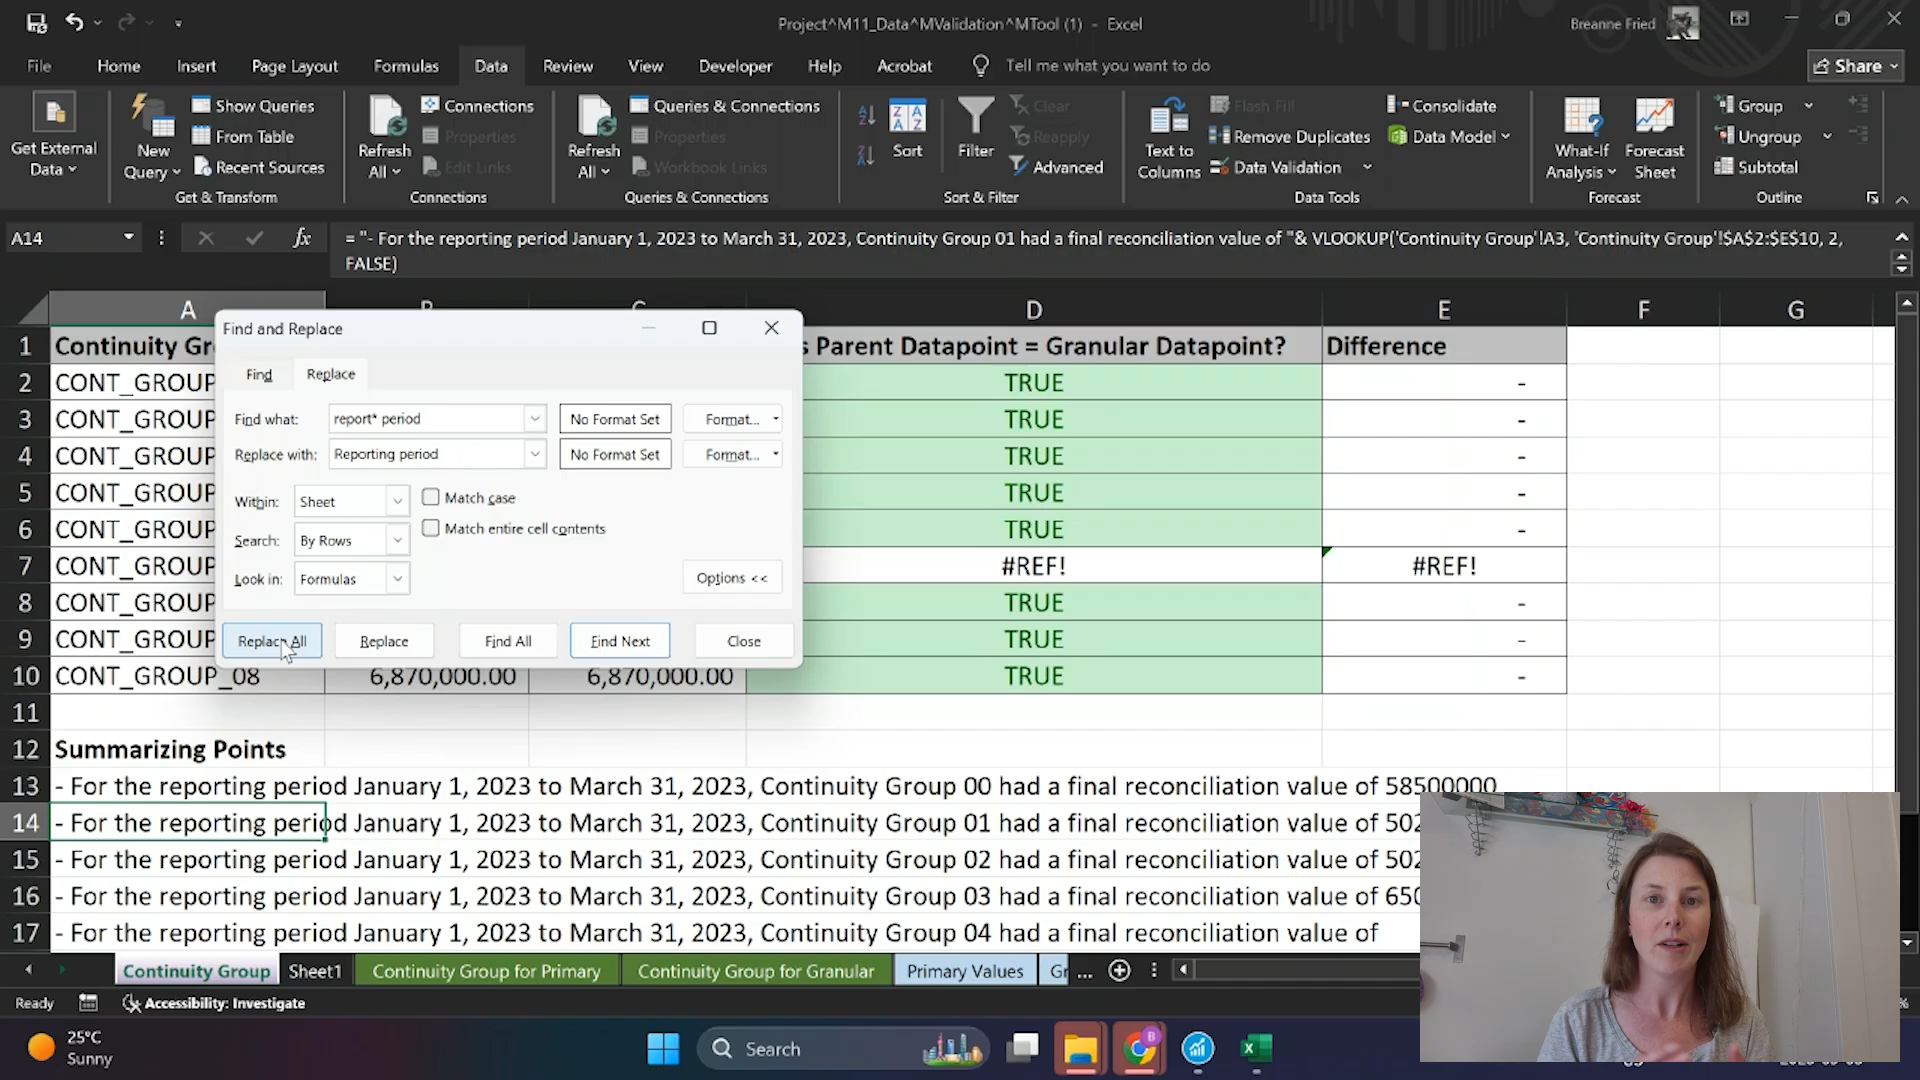 Project^M11_Data^MValidation^MTool (1) - Excel
Breanne Fried
File Home Insert Page Layout Formulas Data Review View Developer Help Acrobat Tell me what you want to do Share
Get External Data
New Query
Show Queries
From Table
Recent Sources
Get & Transform
Refresh All
Connections
Properties
Edit Links
Connections
Refresh All
Queries & Connections
Properties
Workbook Links
Queries & Connections
Sort
Filter
Clear
Reapply
Advanced
Sort & Filter
Text to Columns
Flash Fill
Remove Duplicates
Data Validation
Consolidate
Data Model
Data Tools
What-If Analysis
Forecast Sheet
Forecast
Group
Ungroup
Subtotal
Outline
A14
fx
= "- For the reporting period January 1, 2023 to March 31, 2023, Continuity Group 01 had a final reconciliation value of "& VLOOKUP('Continuity Group'!A3, 'Continuity Group'!$A$2:$E$10, 2,
FALSE)
A D E F G
1 Continuity Gr s Parent Datapoint = Granular Datapoint? Difference
2 CONT_GROUP TRUE -
3 CONT_GROUP TRUE -
4 CONT_GROUP TRUE -
5 CONT_GROUP TRUE -
6 CONT_GROUP TRUE -
7 CONT_GROUP #REF! #REF!
8 CONT_GROUP TRUE -
9 CONT_GROUP TRUE -
10 CONT_GROUP_08 6,870,000.00 6,870,000.00 TRUE -
11
12 Summarizing Points
13 - For the reporting period January 1, 2023 to March 31, 2023, Continuity Group 00 had a final reconciliation value of 58500000
14 - For the reporting period January 1, 2023 to March 31, 2023, Continuity Group 01 had a final reconciliation value of 502
15 - For the reporting period January 1, 2023 to March 31, 2023, Continuity Group 02 had a final reconciliation value of 502
16 - For the reporting period January 1, 2023 to March 31, 2023, Continuity Group 03 had a final reconciliation value of 650
17 - For the reporting period January 1, 2023 to March 31, 2023, Continuity Group 04 had a final reconciliation value of
Find and Replace
Find Replace
Find what: report* period No Format Set Format...
Replace with: Reporting period No Format Set Format...
Within: Sheet Match case
Match entire cell contents
Search: By Rows
Look in: Formulas Options <<
Replace All Replace Find All Find Next Close
Continuity Group Sheet1 Continuity Group for Primary Continuity Group for Granular Primary Values Gr ...
Ready Accessibility: Investigate
25°C
Sunny
Search